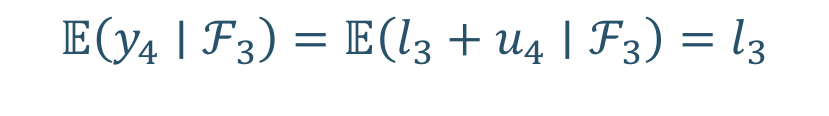 𝔼(y₄ | ℱ₃) = 𝔼(l₃ + u₄ | ℱ₃) = l₃